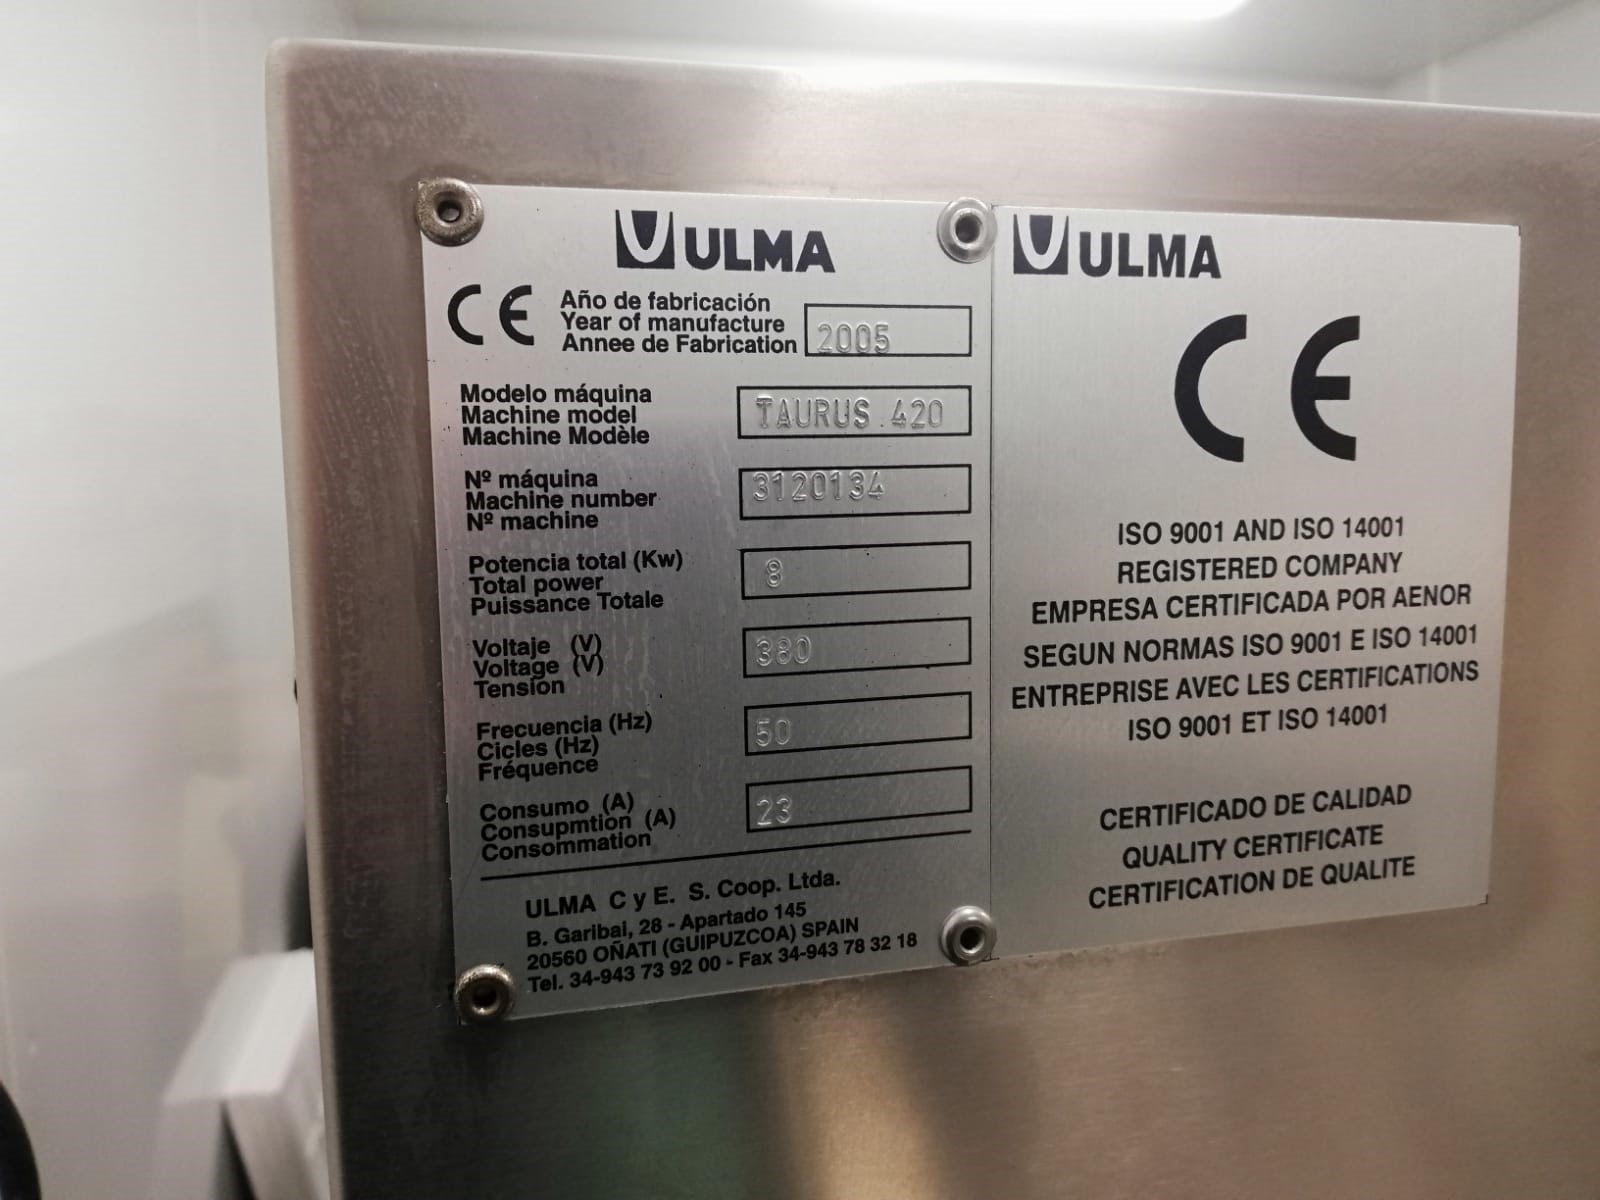 ULMA
CE
Año de fabricación
Year of manufacture
Annee de Fabrication
2005
Modelo máquina
Machine model
Machine Modèle
TAURUS.420
Nº máquina
Machine number
Nº machine
3120134
Potencia total (Kw)
Total power
Puissance Totale
8
Voltaje (V)
Voltage (V)
Tension
380
Frecuencia (Hz)
Cicles (Hz)
Fréquence
50
Consumo (A)
Consupmtion (A)
Consommation
23
ULMA C y E. S. Coop. Ltda.
B. Garibai, 28 - Apartado 145
20560 OÑATI (GUIPUZCOA) SPAIN
Tel. 34-943 73 92 00 - Fax 34-943 78 32 18
ULMA
CE
ISO 9001 AND ISO 14001
REGISTERED COMPANY
EMPRESA CERTIFICADA POR AENOR
SEGUN NORMAS ISO 9001 E ISO 14001
ENTREPRISE AVEC LES CERTIFICATIONS
ISO 9001 ET ISO 14001
CERTIFICADO DE CALIDAD
QUALITY CERTIFICATE
CERTIFICATION DE QUALITE